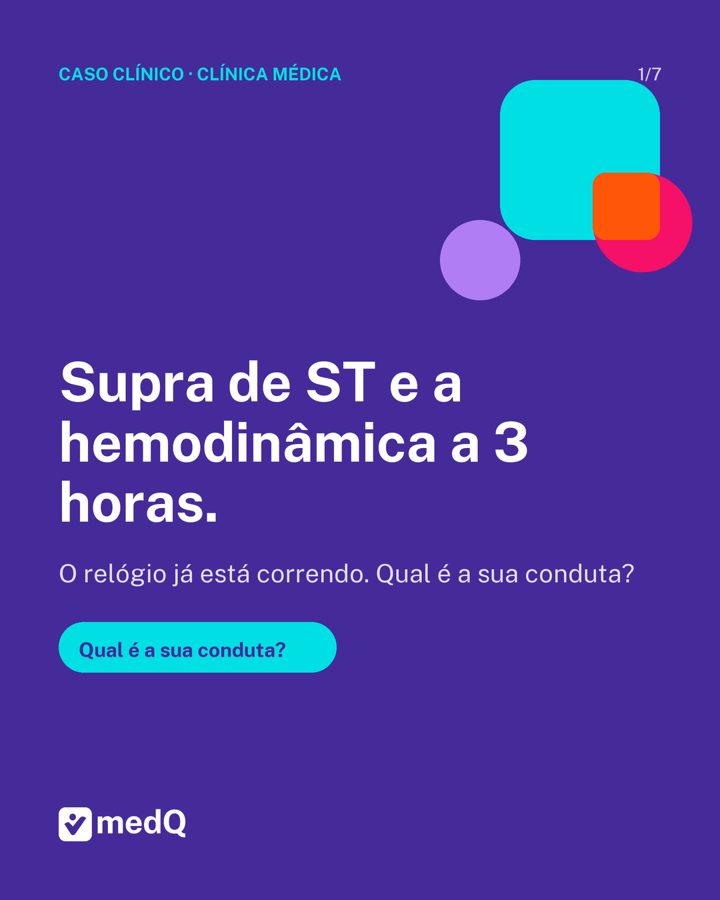 CASO CLÍNICO · CLÍNICA MÉDICA
1/7
Supra de ST e a
hemodinâmica a 3
horas.
O relógio já está correndo. Qual é a sua conduta?
Qual é a sua conduta?
medQ